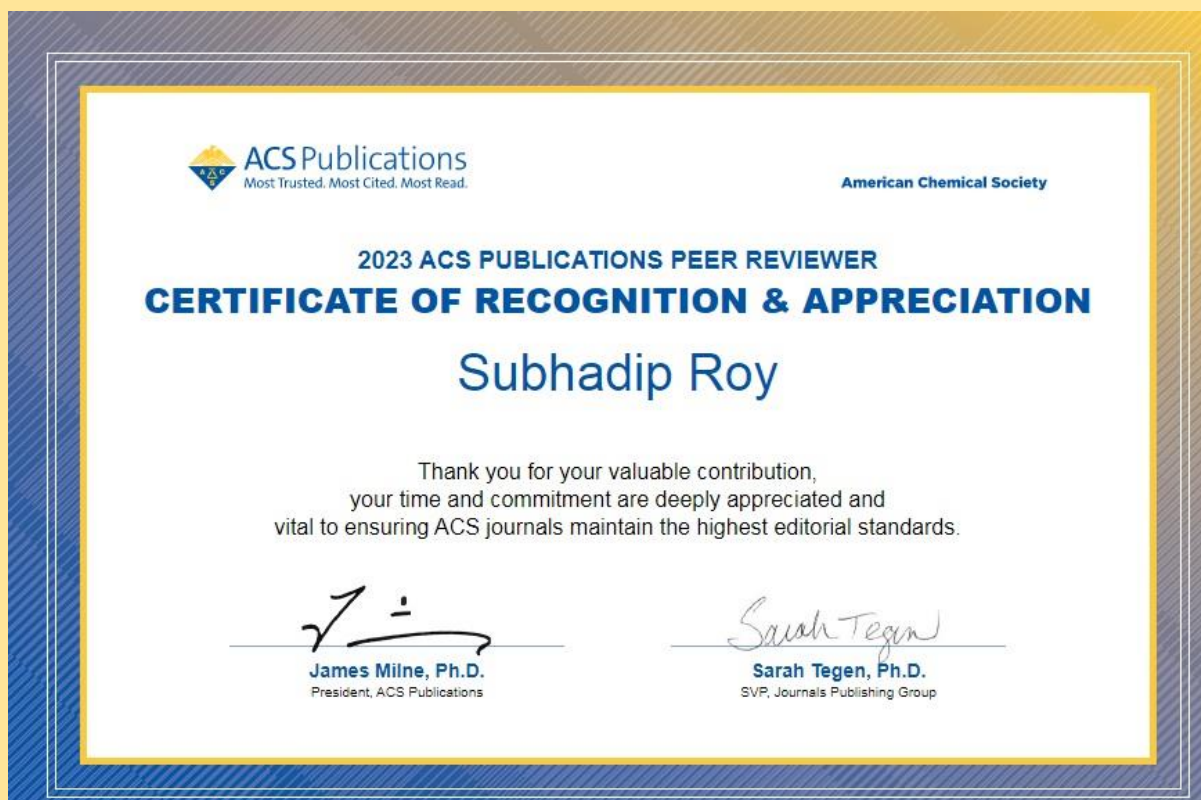 ACS Publications
Most Trusted. Most Cited. Most Read.
American Chemical Society
2023 ACS PUBLICATIONS PEER REVIEWER
CERTIFICATE OF RECOGNITION & APPRECIATION
Subhadip Roy
Thank you for your valuable contribution,
your time and commitment are deeply appreciated and
vital to ensuring ACS journals maintain the highest editorial standards.
Sarah Tegen
James Milne, Ph.D.
President, ACS Publications
Sarah Tegen, Ph.D.
SVP, Journals Publishing Group